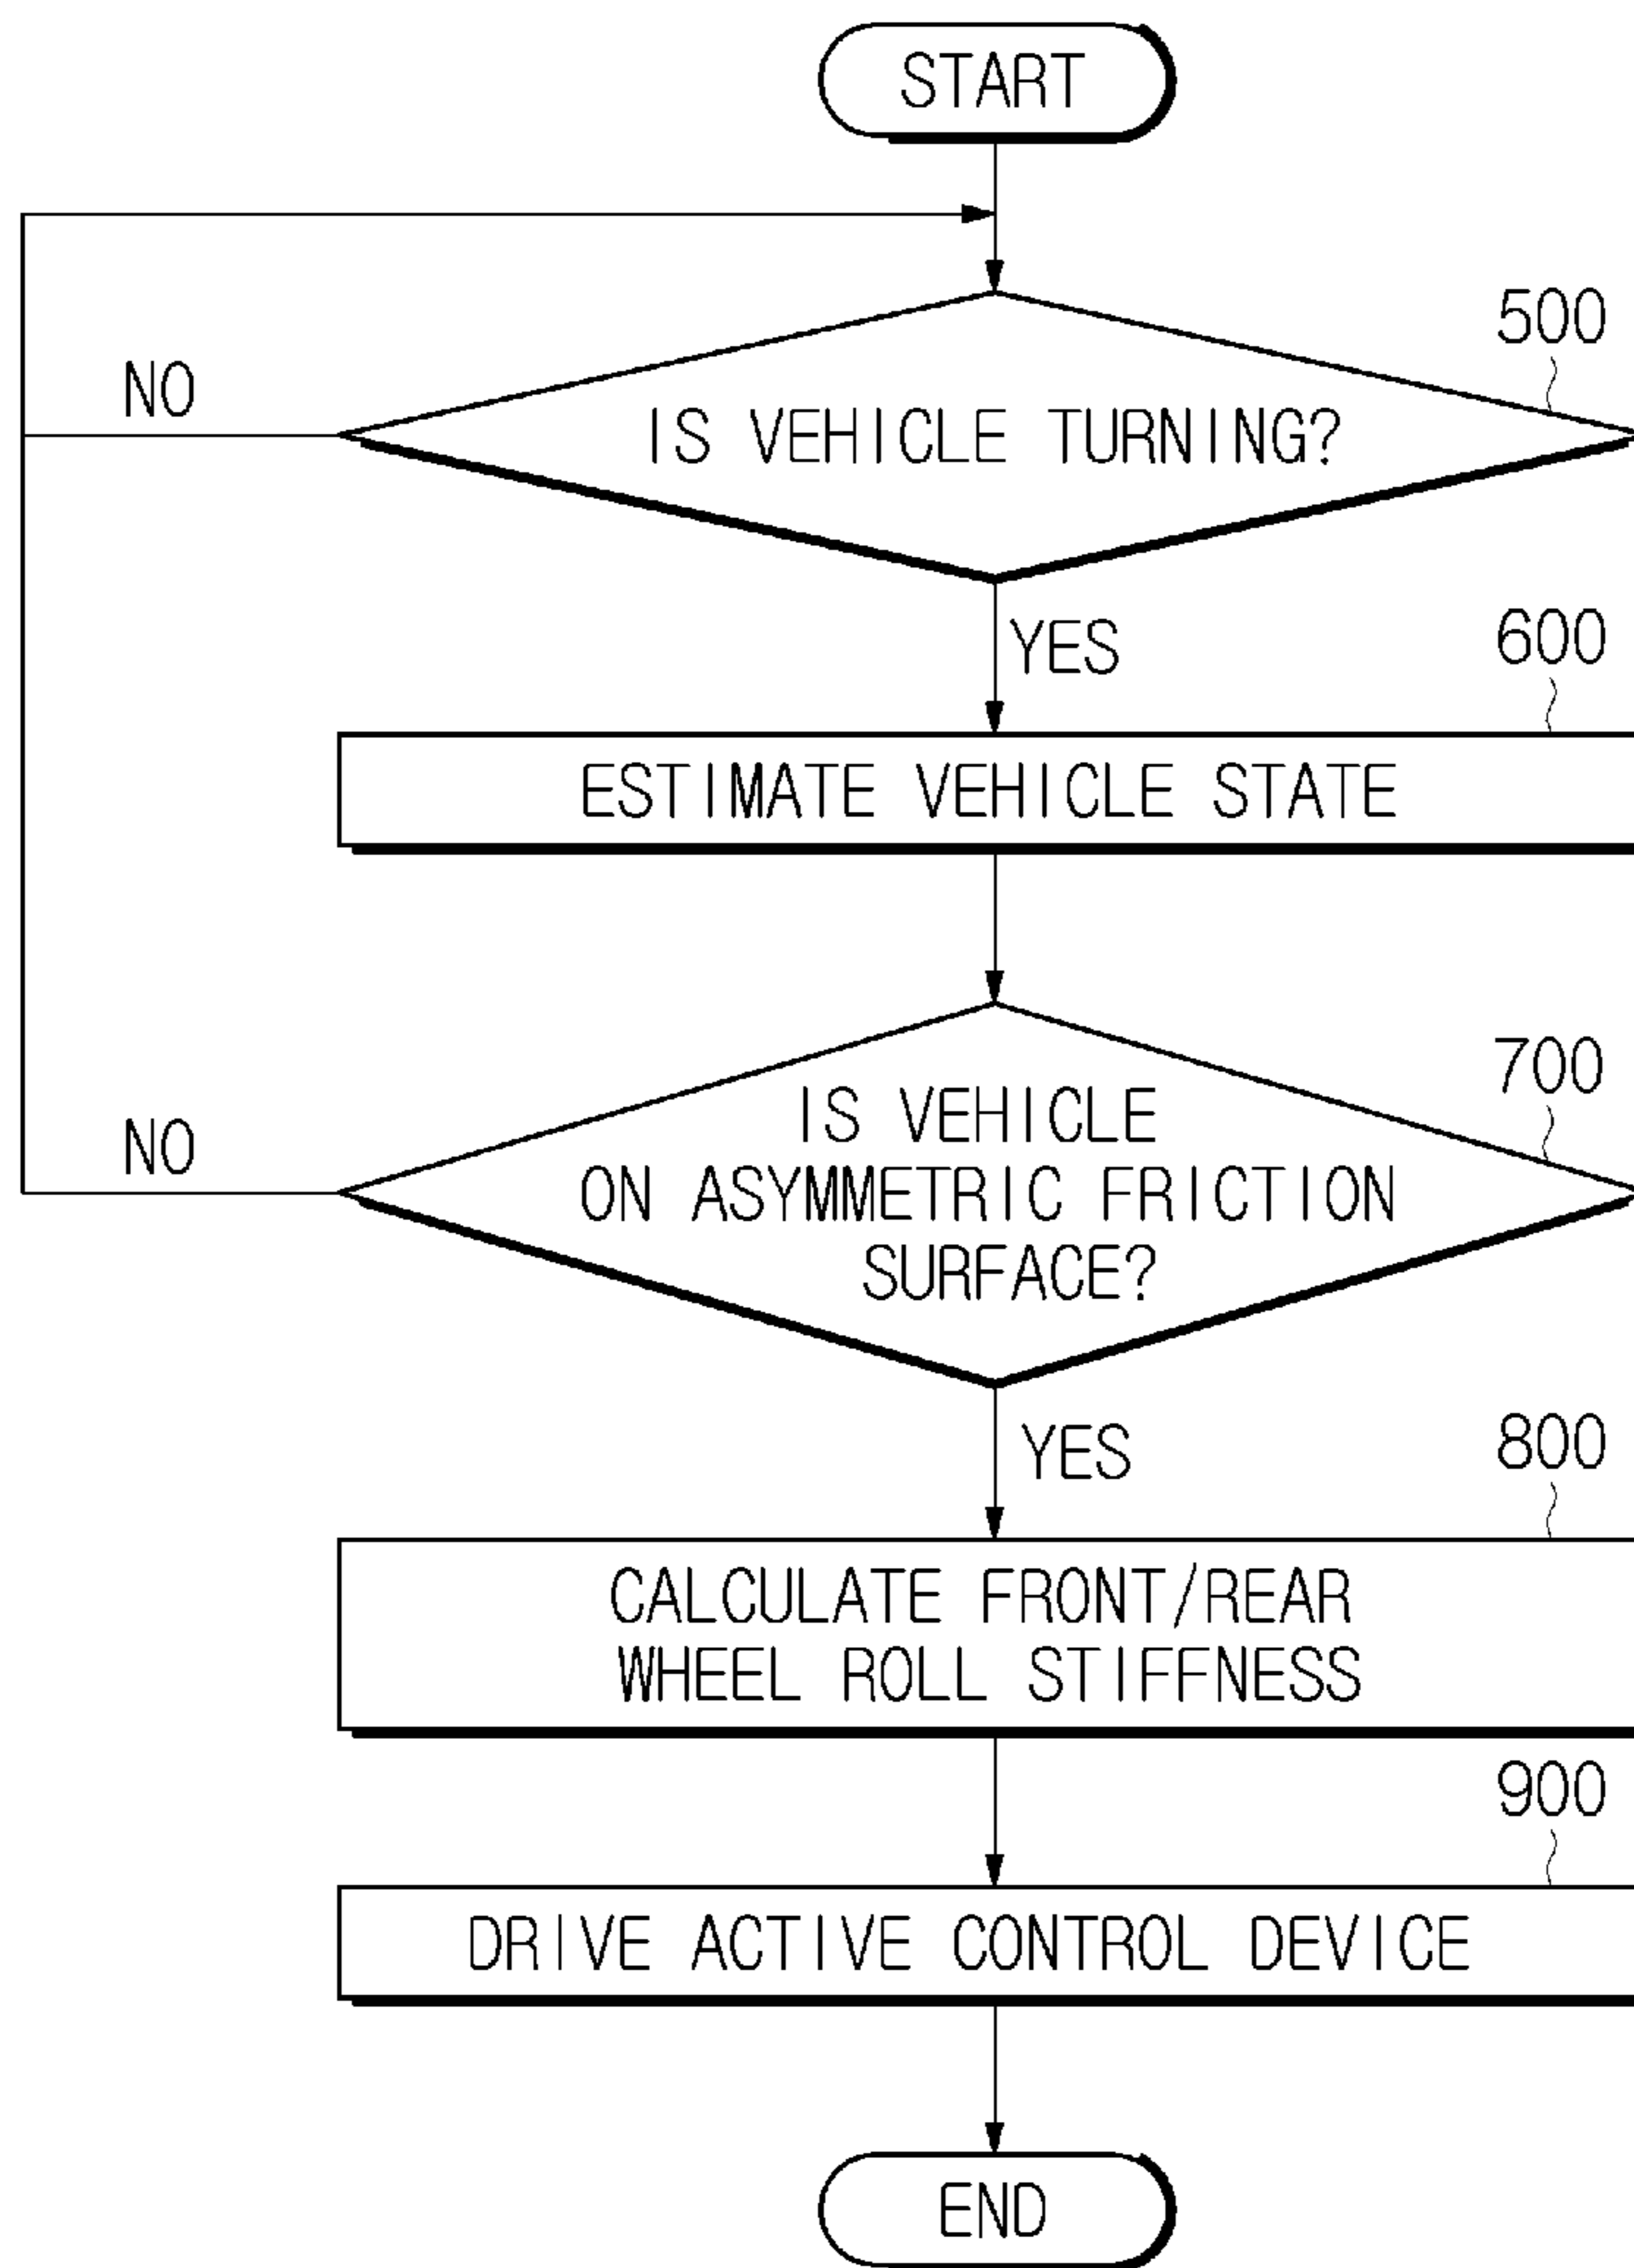 START
500
NO
IS VEHICLE TURNING?
YES
600
ESTIMATE VEHICLE STATE
700
NO
IS VEHICLE
ON ASYMMETRIC FRICTION
SURFACE?
YES
800
CALCULATE FRONT/REAR
WHEEL ROLL STIFFNESS
900
DRIVE ACTIVE CONTROL DEVICE
END